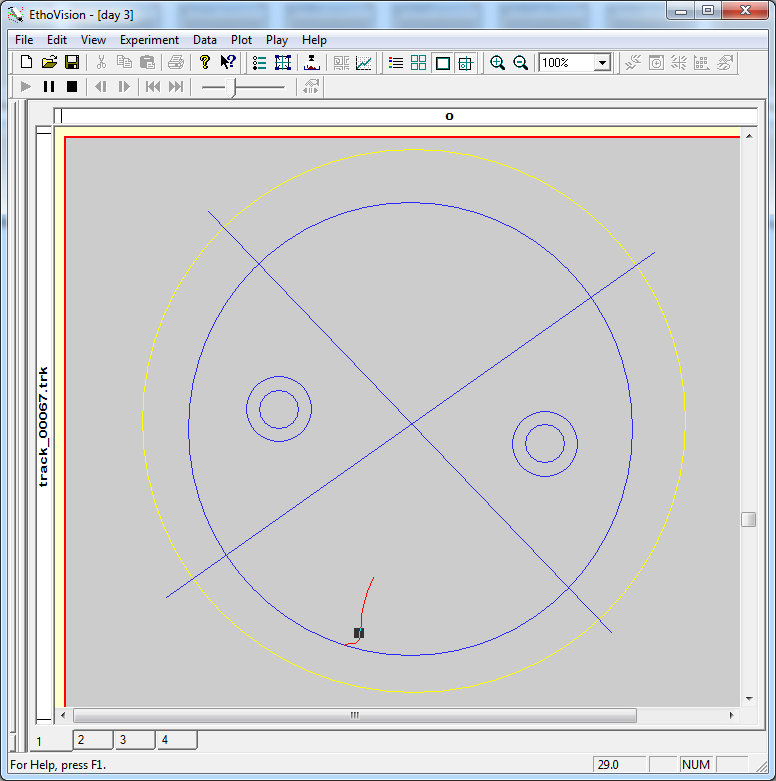 EthoVision - [day 3]
File Edit View Experiment Data Plot Play Help
100%
o
track_00067.trk
1 2 3 4
For Help, press F1.
29.0
NUM